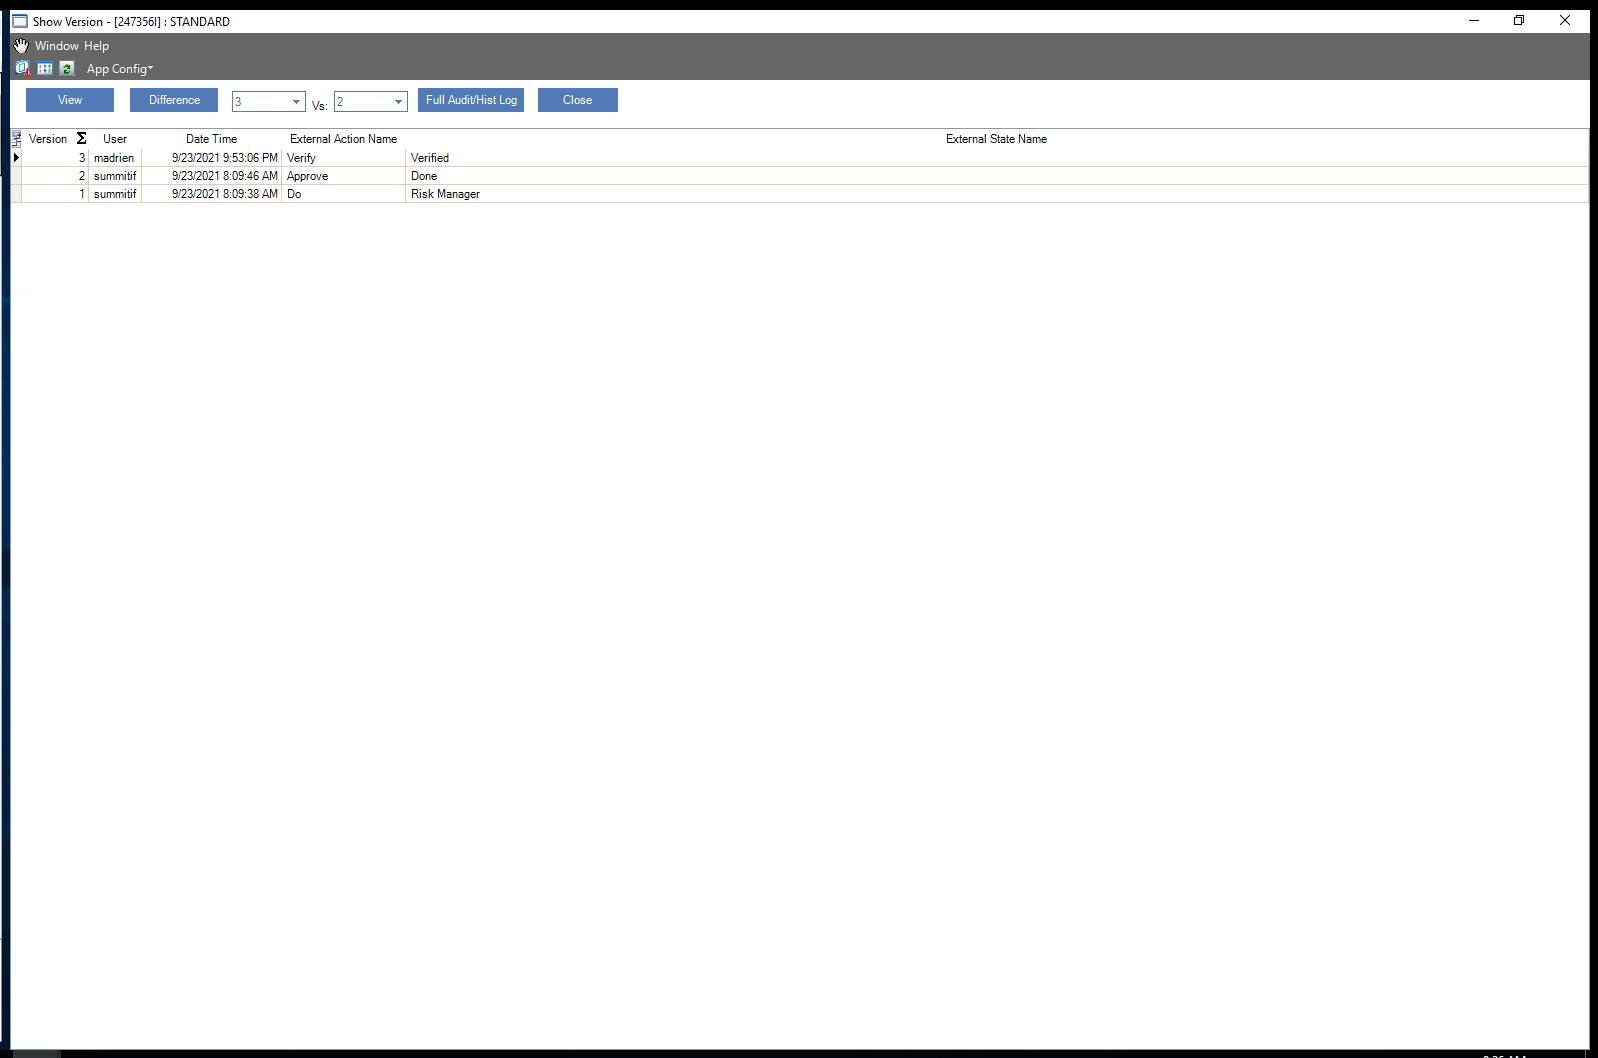 Show Version - [247356I] : STANDARD
Window Help
App Config
View Difference 3 Vs: 2 Full Audit/Hist Log Close
Version Σ User Date Time External Action Name External State Name
3 madrien 9/23/2021 9:53:06 PM Verify Verified
2 summitif 9/23/2021 8:09:46 AM Approve Done
1 summitif 9/23/2021 8:09:38 AM Do Risk Manager